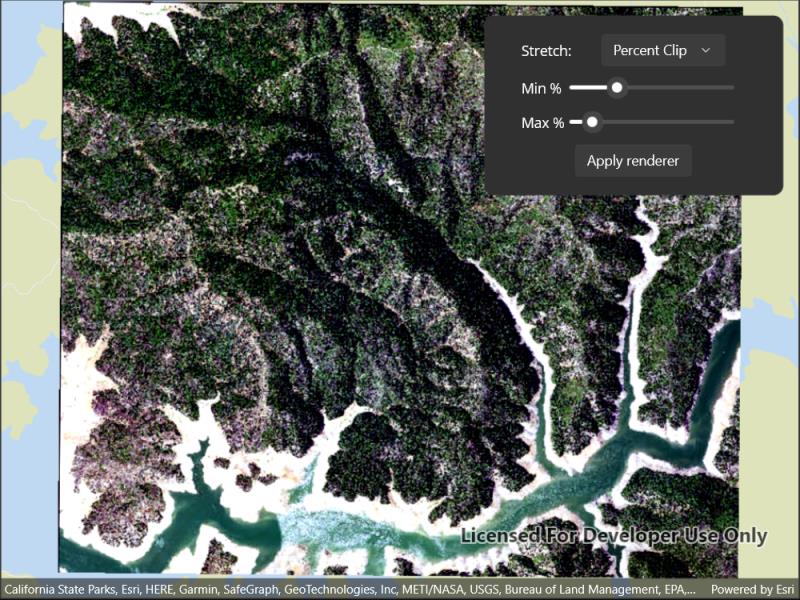 Stretch: Percent Clip
Min %
Max %
Apply renderer
Licensed For Developer Use Only
California State Parks, Esri, HERE, Garmin, SafeGraph, GeoTechnologies, Inc, METI/NASA, USGS, Bureau of Land Management, EPA,... Powered by Esri